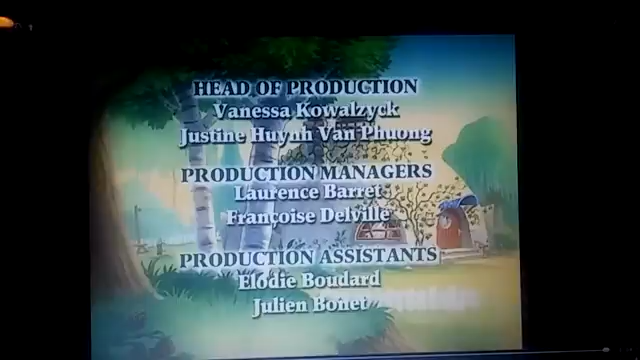 HEAD OF PRODUCTION
Vanessa Kowalzyck
Justine Huynh Van Phuong
PRODUCTION MANAGERS
Laurence Barret
Françoise Delville
PRODUCTION ASSISTANTS
Elodie Boudard
Julien Bonet